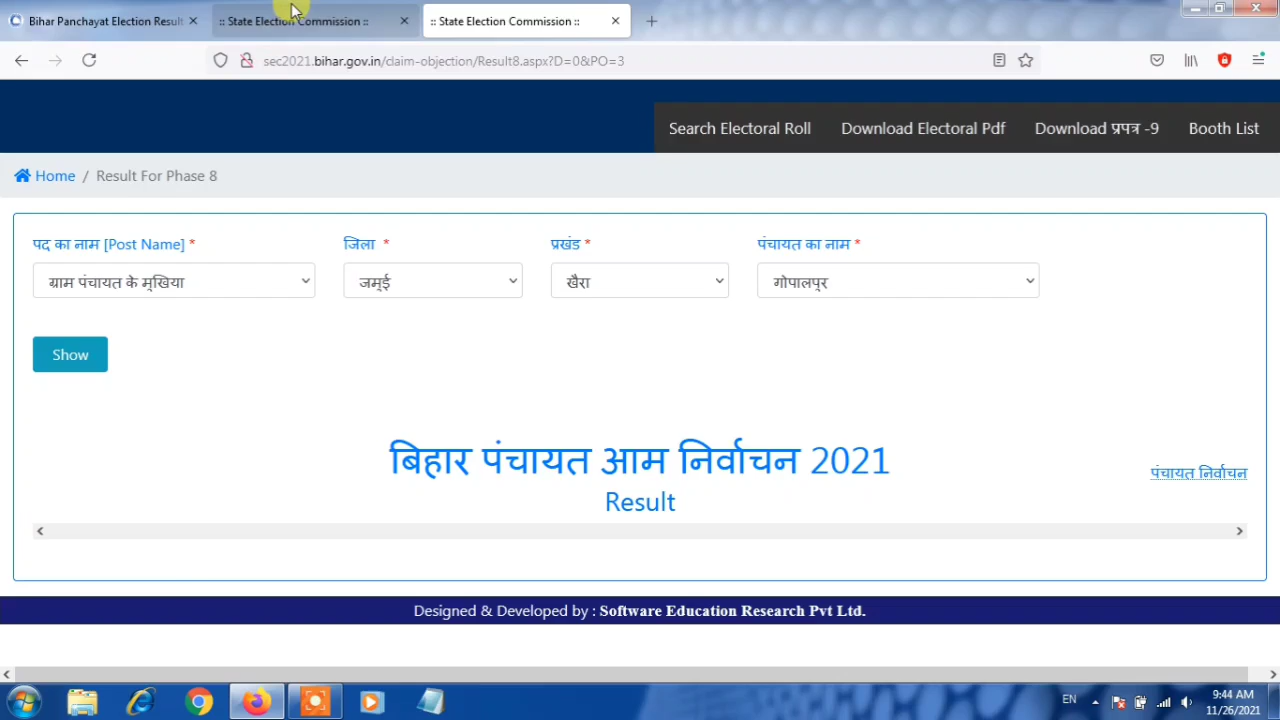 Bihar Panchayat Election Result
:: State Election Commission ::
:: State Election Commission ::
sec2021.bihar.gov.in/claim-objection/Result8.aspx?D=0&PO=3
Search Electoral Roll Download Electoral Pdf Download प्रपत्र -9 Booth List
Home / Result For Phase 8
पद का नाम [Post Name] * जिला * प्रखंड * पंचायत का नाम *
ग्राम पंचायत के मुखिया जमुई खैरा गोपालपुर
Show
बिहार पंचायत आम निर्वाचन 2021
पंचायत निर्वाचन
Result
Designed & Developed by : Software Education Research Pvt Ltd.
EN
9:44 AM
11/26/2021